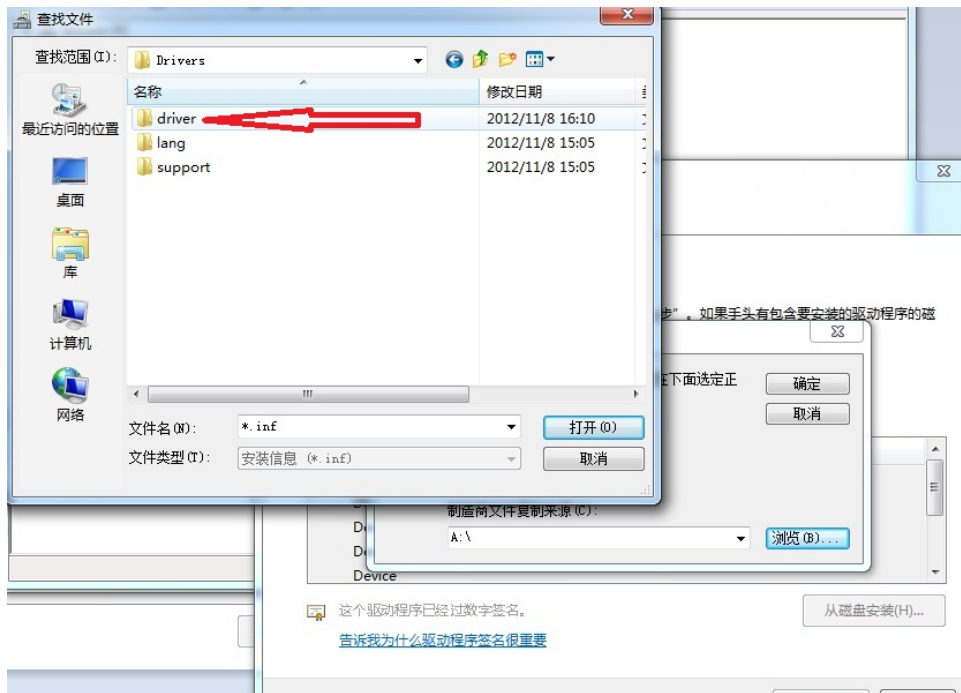 查找文件
查找范围(I):
Drivers
名称
修改日期
driver
2012/11/8 16:10
lang
2012/11/8 15:05
support
2012/11/8 15:05
最近访问的位置
桌面
库
计算机
网络
文件名(N):
*.inf
打开(O)
文件类型(T):
安装信息 (*.inf)
取消
步”。如果手头有包含要安装的驱动程序的磁
在下面选定正
确定
取消
制造商文件复制来源(C):
A:\
浏览(B)...
Device
这个驱动程序已经过数字签名。
从磁盘安装(H)...
告诉我为什么驱动程序签名很重要